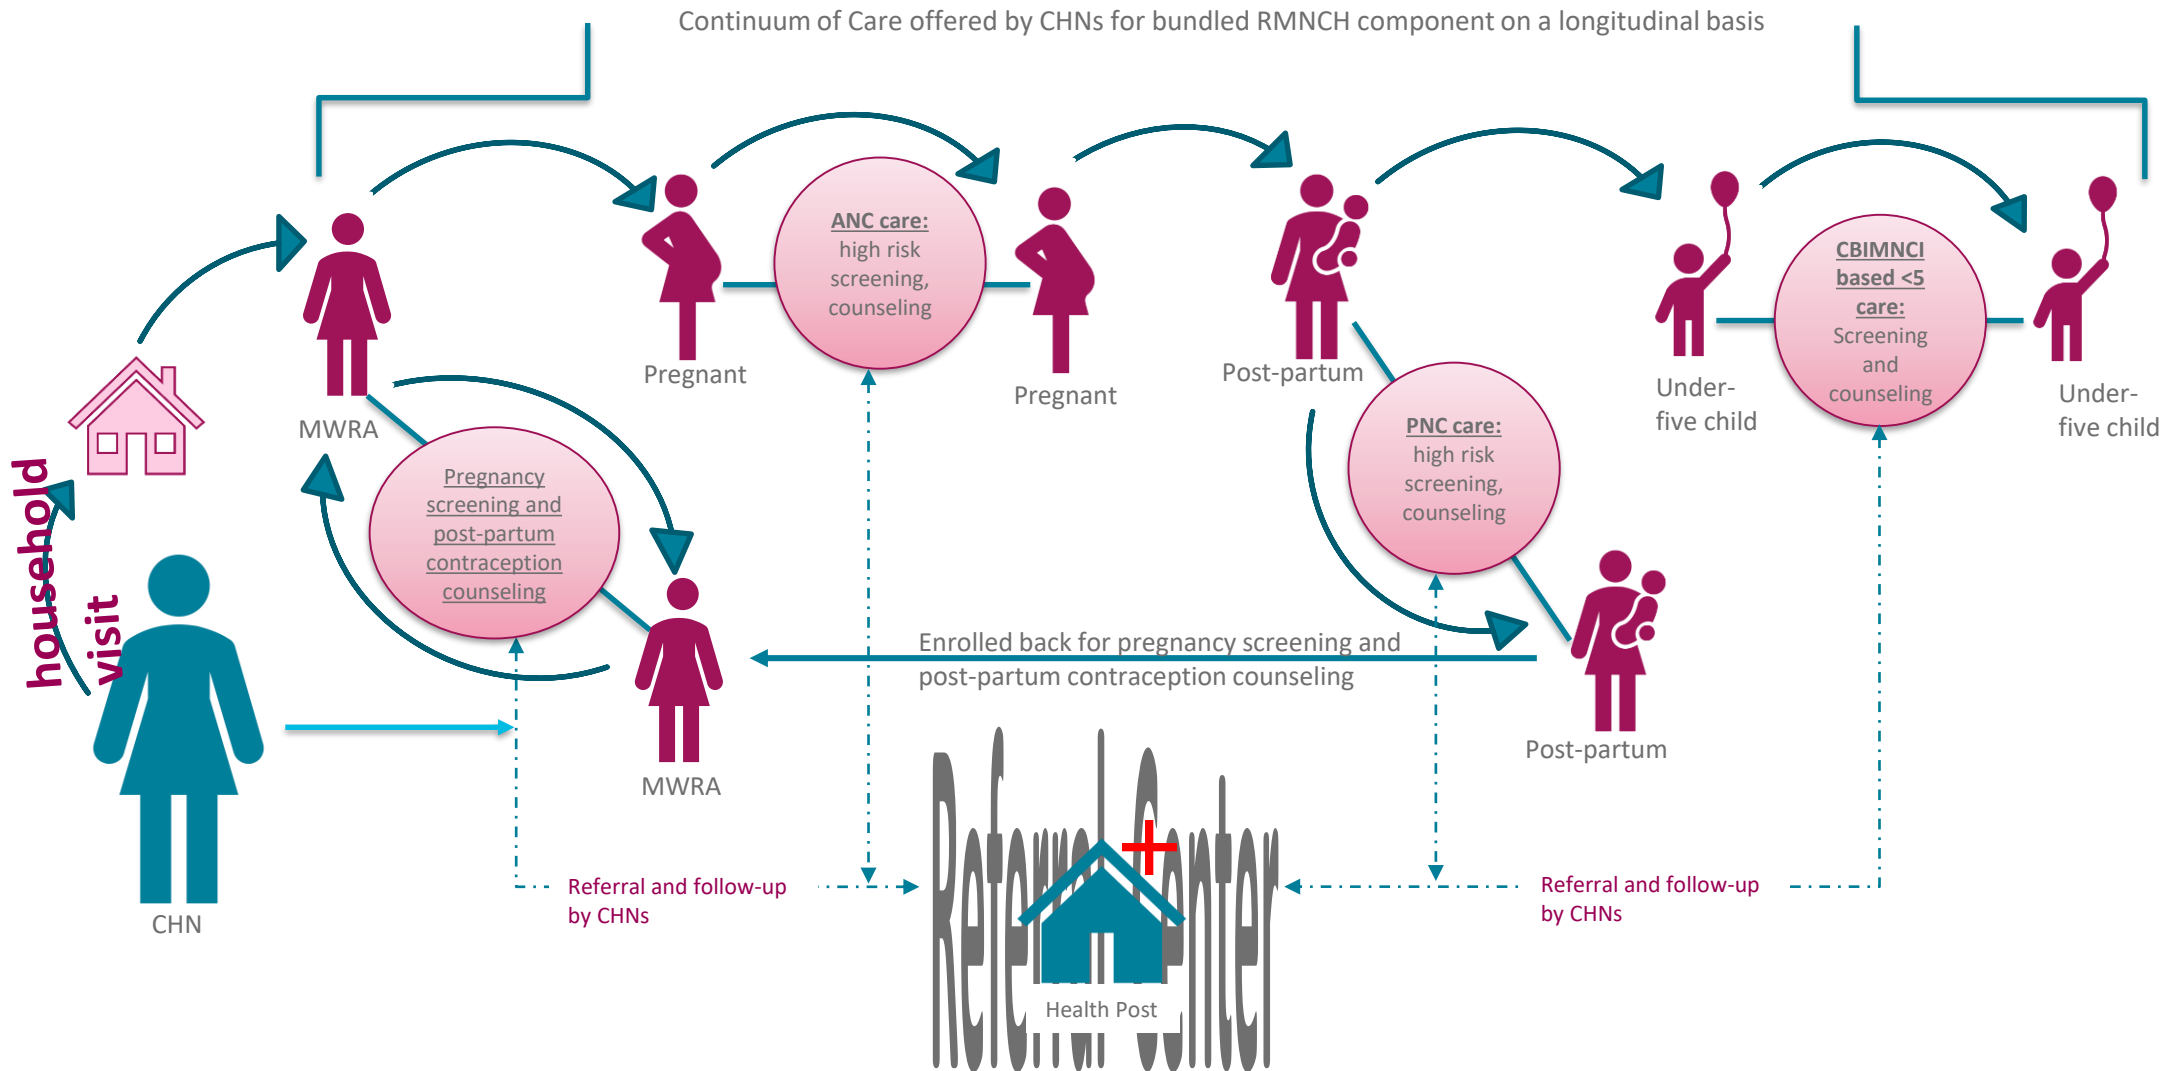 Continuum of Care offered by CHNs for bundled RMNCH component on a longitudinal basis
household
visit
CHN
MWRA
Pregnancy
screening and
post-partum
contraception
counseling
MWRA
Pregnant
ANC care:
high risk
screening,
counseling
Pregnant
Post-partum
PNC care:
high risk
screening,
counseling
Post-partum
Under-
five child
CBIMNCI
based <5
care:
Screening
and
counseling
Under-
five child
Enrolled back for pregnancy screening and
post-partum contraception counseling
Referral and follow-up
by CHNs
Referral Center
Health Post
Referral and follow-up
by CHNs